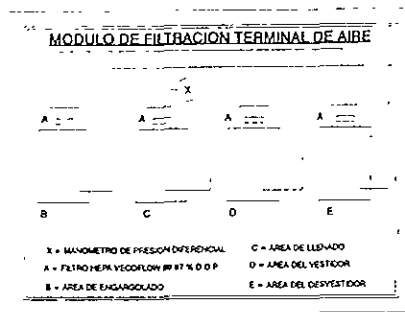 MODULO DE FILTRACION TERMINAL DE AIRE
X
A A A A
B C D E
X = MANOMETRO DE PRESION DIFERENCIAL C = AREA DE LLENADO
A = FILTRO HEPA VECOFLOW 99.97 % D O P D = AREA DEL VESTIDOR
B = AREA DE ENGARGOLADO E = AREA DEL DESVESTIDOR